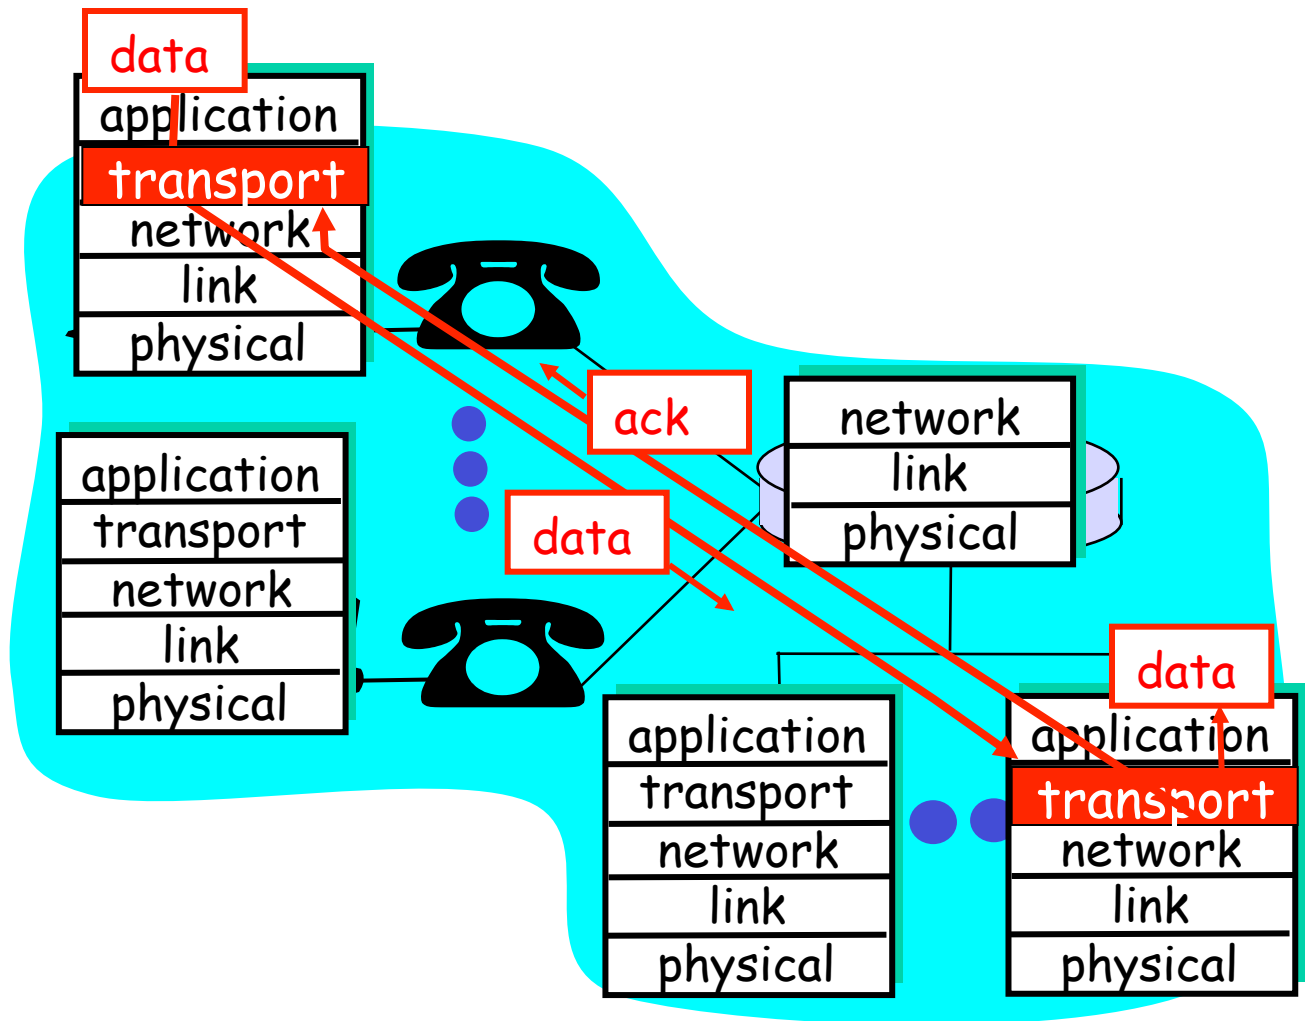 data
application
transport
network
link
physical
ack
data
application
transport
network
link
physical
network
link
physical
data
application
transport
network
link
physical
application
transport
network
link
physical